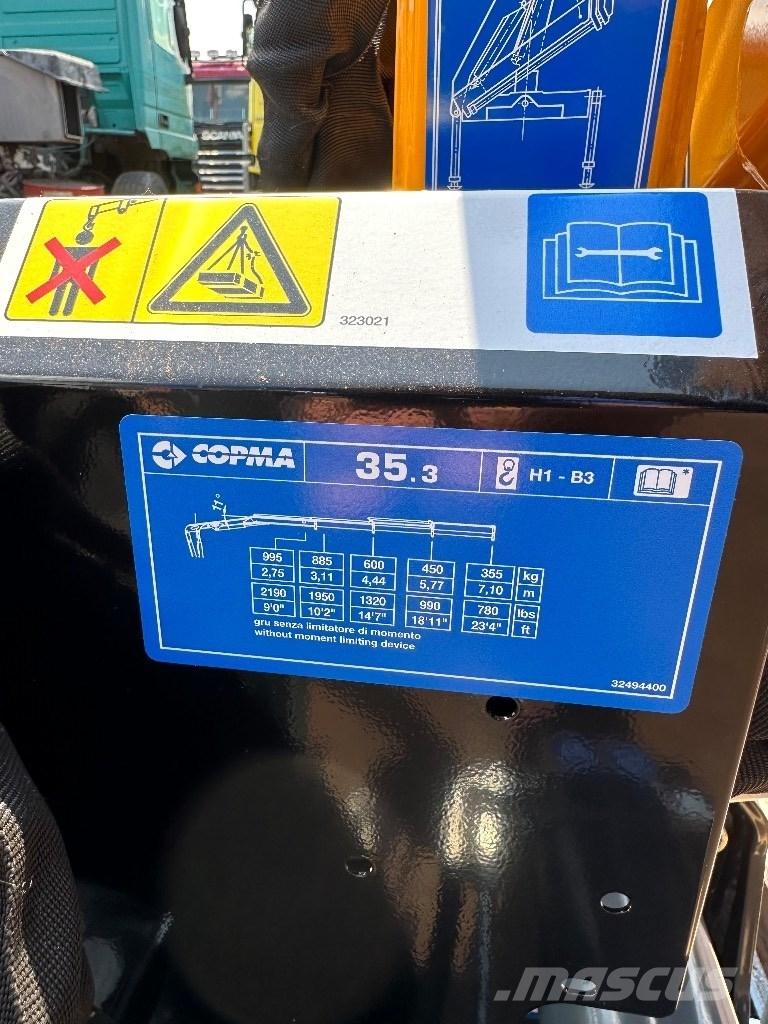 SCANIA
323021
COPMA
35.3
H1 - B3
*
11°
995 885 600 450 355 kg
2,75 3,11 4,44 5,77 7,10 m
2190 1950 1320 990 780 lbs
9'0" 10'2" 14'7" 18'11" 23'4" ft
gru senza limitatore di momento
without moment limiting device
32494400
mascus